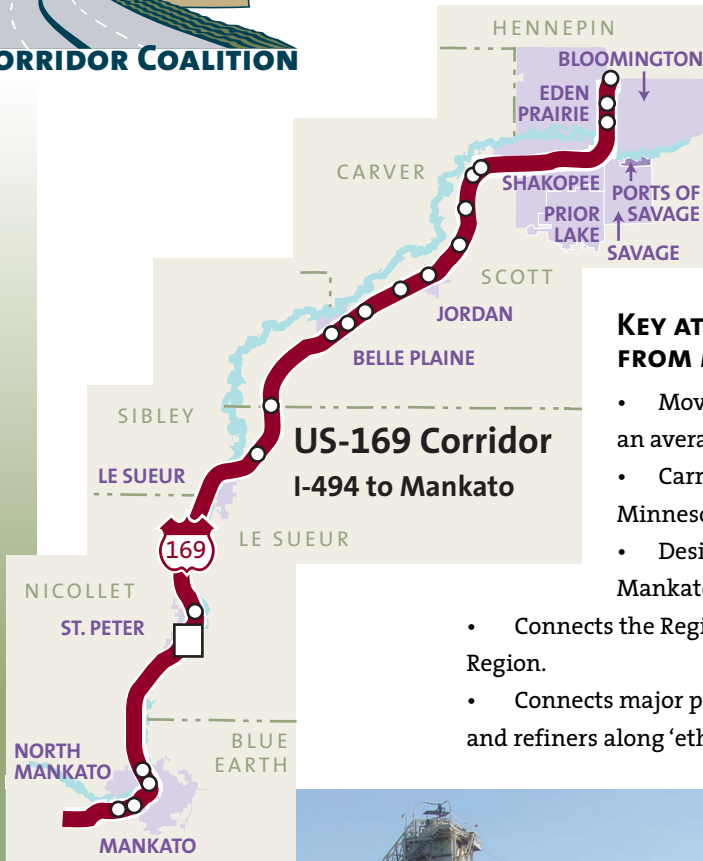 ORRIDOR COALITION
HENNEPIN
BLOOMINGTON
EDEN
PRAIRIE
CARVER
SHAKOPEE
PORTS OF
SAVAGE
PRIOR
LAKE
SAVAGE
SCOTT
JORDAN
BELLE PLAINE
SIBLEY
US-169 Corridor
I-494 to Mankato
LE SUEUR
169
LE SUEUR
NICOLLET
ST. PETER
BLUE
EARTH
NORTH
MANKATO
MANKATO
KEY AT
FROM
• Mov
an averag
• Carr
Minneso
• Desi
Mankato
• Connects the Regi
Region.
• Connects major p
and refiners along ‘eth